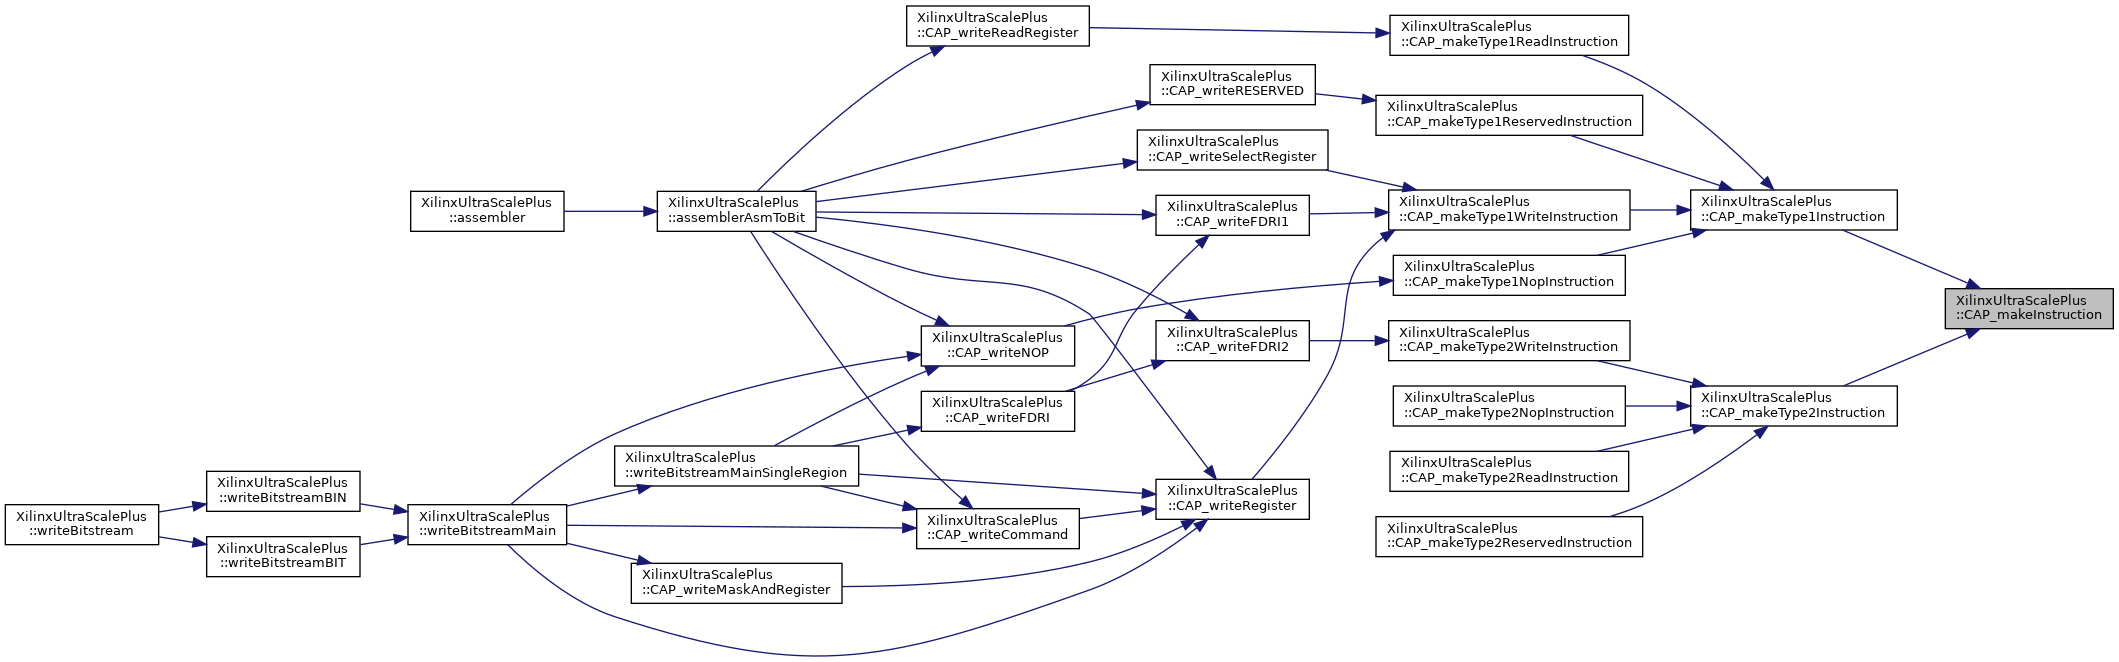 XilinxUltraScalePlus
::CAP_writeReadRegister
XilinxUltraScalePlus
::CAP_makeType1ReadInstruction
XilinxUltraScalePlus
::CAP_writeRESERVED
XilinxUltraScalePlus
::CAP_makeType1ReservedInstruction
XilinxUltraScalePlus
::CAP_writeSelectRegister
XilinxUltraScalePlus
::assembler
XilinxUltraScalePlus
::assemblerAsmToBit
XilinxUltraScalePlus
::CAP_writeFDRI1
XilinxUltraScalePlus
::CAP_makeType1WriteInstruction
XilinxUltraScalePlus
::CAP_makeType1Instruction
XilinxUltraScalePlus
::CAP_makeType1NopInstruction
XilinxUltraScalePlus
::CAP_makeInstruction
XilinxUltraScalePlus
::CAP_writeNOP
XilinxUltraScalePlus
::CAP_writeFDRI2
XilinxUltraScalePlus
::CAP_makeType2WriteInstruction
XilinxUltraScalePlus
::CAP_writeFDRI
XilinxUltraScalePlus
::CAP_makeType2NopInstruction
XilinxUltraScalePlus
::CAP_makeType2Instruction
XilinxUltraScalePlus
::writeBitstreamMainSingleRegion
XilinxUltraScalePlus
::CAP_makeType2ReadInstruction
XilinxUltraScalePlus
::writeBitstreamBIN
XilinxUltraScalePlus
::CAP_writeRegister
XilinxUltraScalePlus
::writeBitstream
XilinxUltraScalePlus
::writeBitstreamMain
XilinxUltraScalePlus
::CAP_writeCommand
XilinxUltraScalePlus
::CAP_makeType2ReservedInstruction
XilinxUltraScalePlus
::writeBitstreamBIT
XilinxUltraScalePlus
::CAP_writeMaskAndRegister